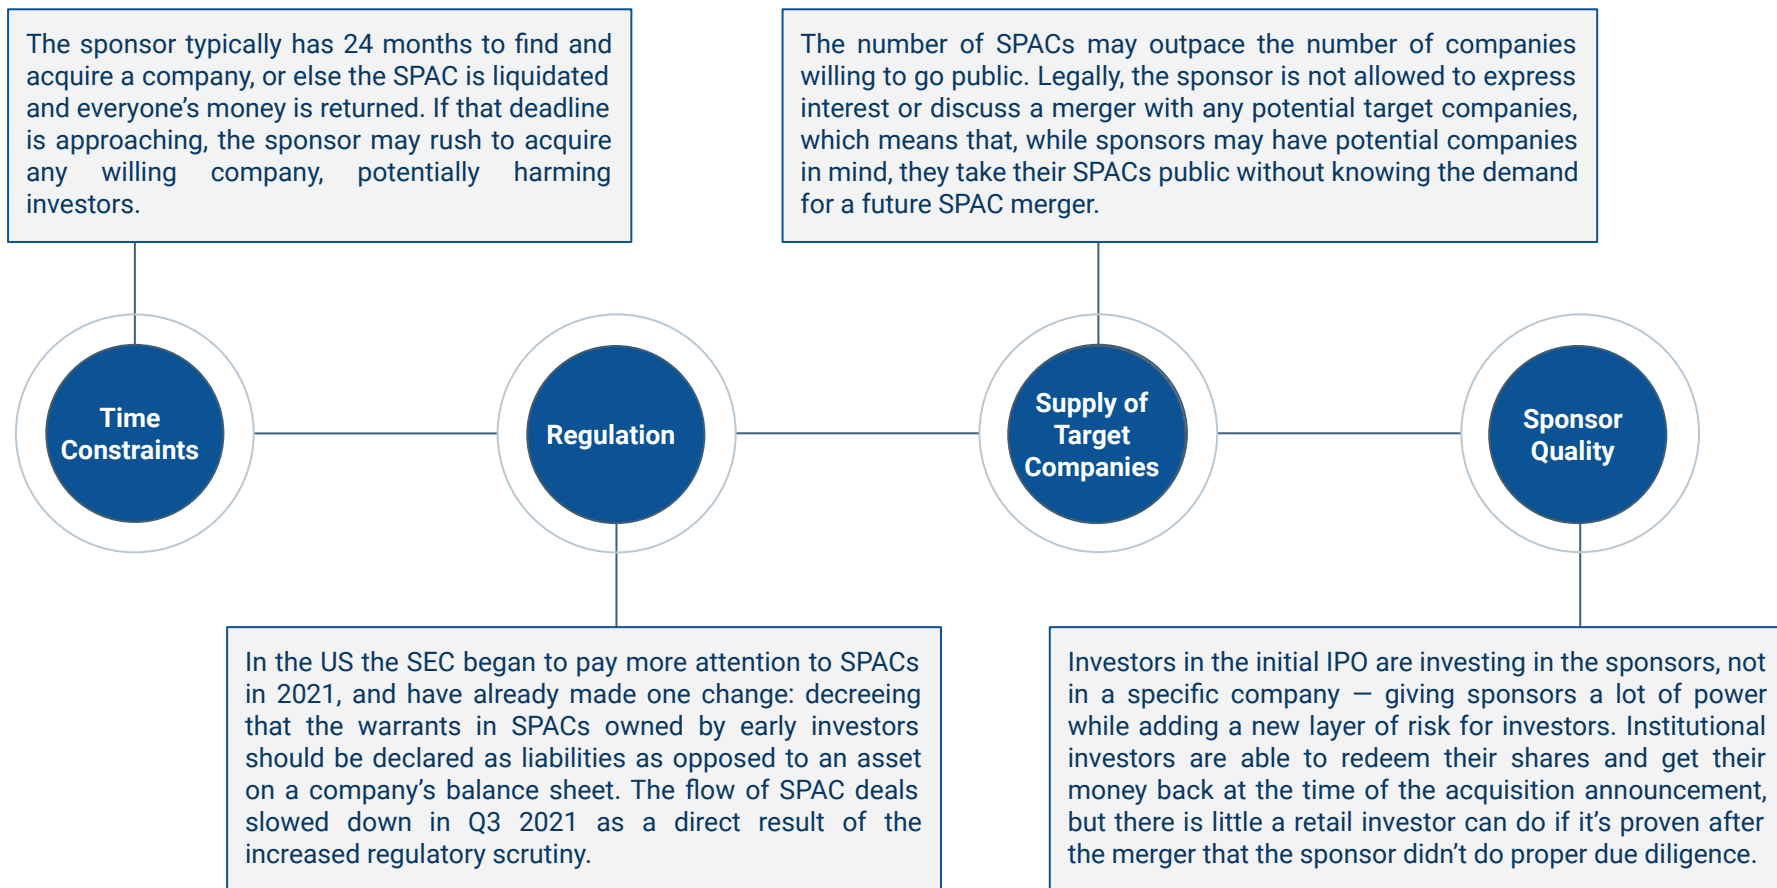 The sponsor typically has 24 months to find and
acquire a company, or else the SPAC is liquidated
and everyone’s money is returned. If that deadline
is approaching, the sponsor may rush to acquire
any willing company, potentially harming
investors.
The number of SPACs may outpace the number of companies
willing to go public. Legally, the sponsor is not allowed to express
interest or discuss a merger with any potential target companies,
which means that, while sponsors may have potential companies
in mind, they take their SPACs public without knowing the demand
for a future SPAC merger.
Time
Constraints
Regulation
Supply of
Target
Companies
Sponsor
Quality
In the US the SEC began to pay more attention to SPACs
in 2021, and have already made one change: decreeing
that the warrants in SPACs owned by early investors
should be declared as liabilities as opposed to an asset
on a company’s balance sheet. The flow of SPAC deals
slowed down in Q3 2021 as a direct result of the
increased regulatory scrutiny.
Investors in the initial IPO are investing in the sponsors, not
in a specific company — giving sponsors a lot of power
while adding a new layer of risk for investors. Institutional
investors are able to redeem their shares and get their
money back at the time of the acquisition announcement,
but there is little a retail investor can do if it’s proven after
the merger that the sponsor didn’t do proper due diligence.